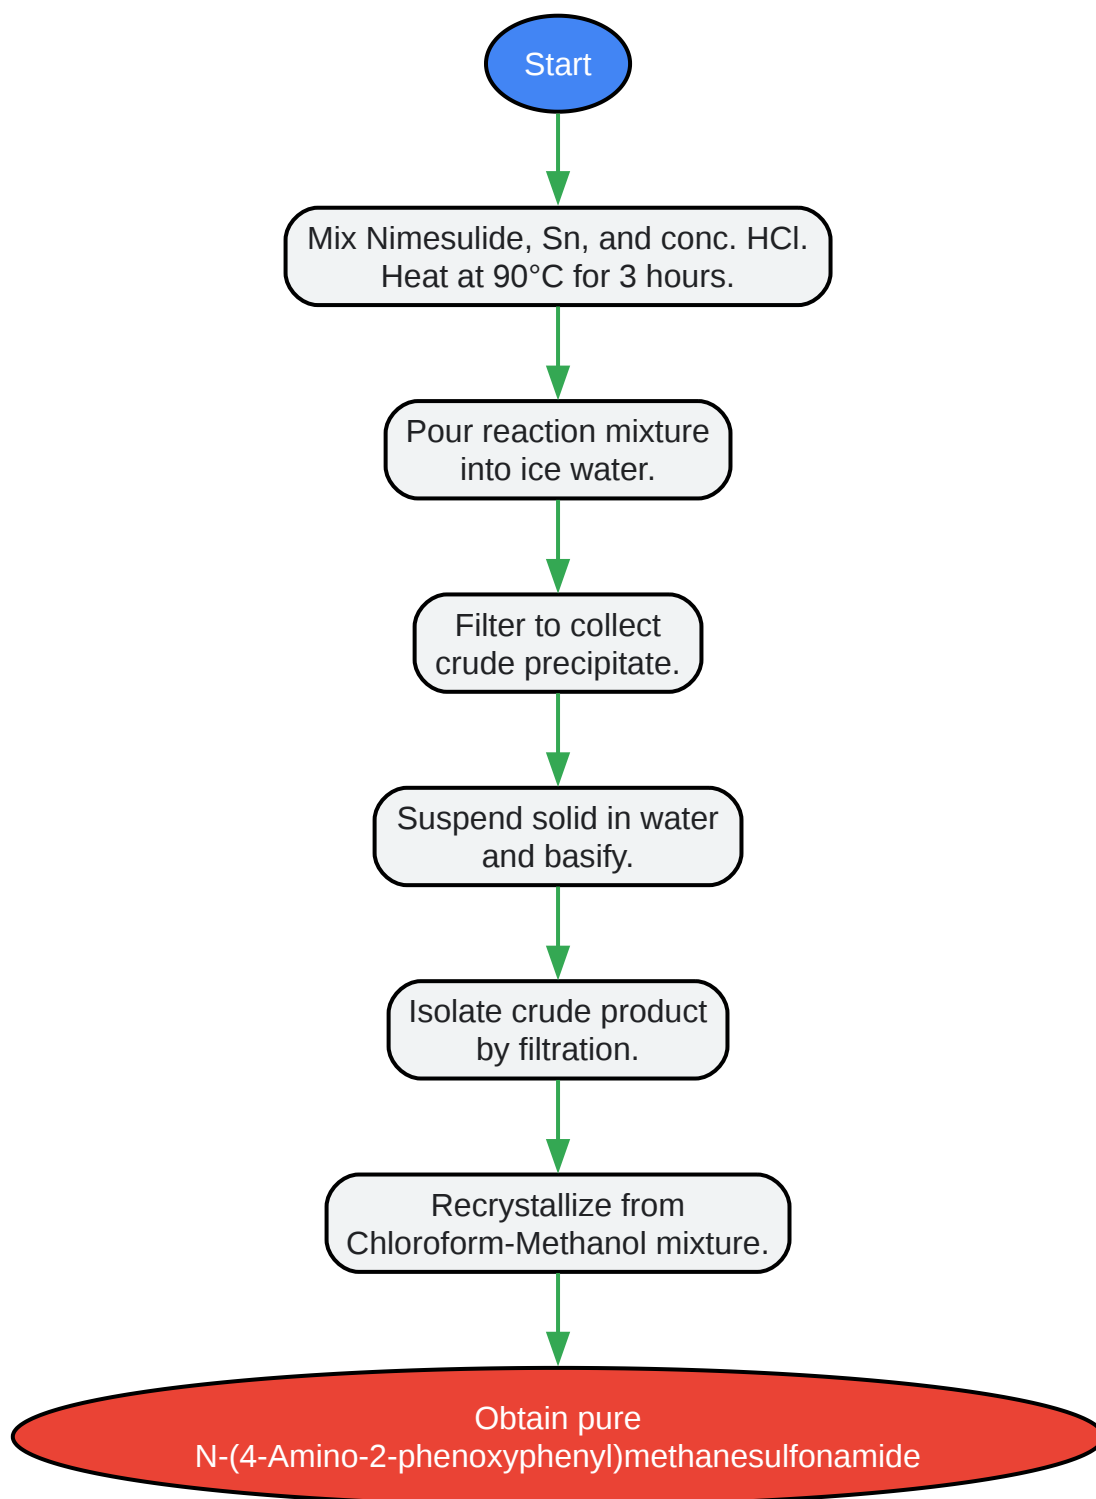 Start
Mix Nimesulide, Sn, and conc. HCl.
Heat at 90°C for 3 hours.
Pour reaction mixture
into ice water.
Filter to collect
crude precipitate.
Suspend solid in water
and basify.
Isolate crude product
by filtration.
Recrystallize from
Chloroform-Methanol mixture.
Obtain pure
N-(4-Amino-2-phenoxyphenyl)methanesulfonamide